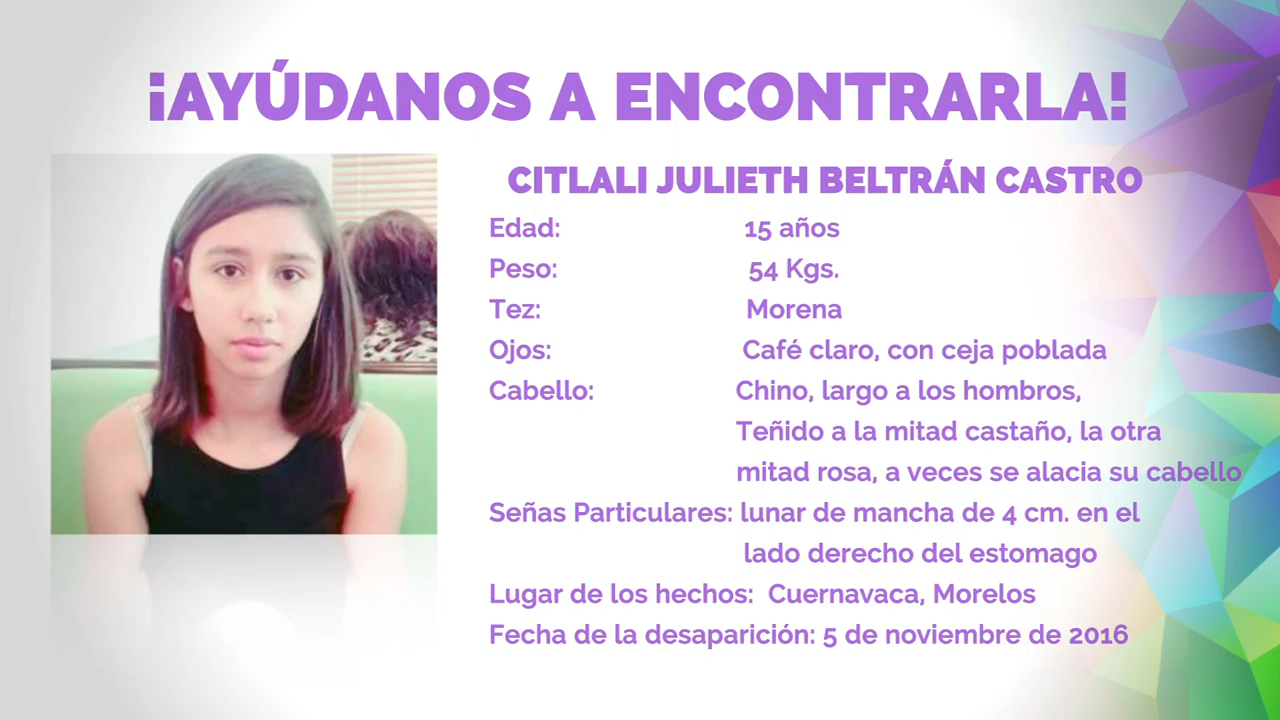 ¡AYÚDANOS A ENCONTRARLA!
CITLALI JULIETH BELTRÁN CASTRO
Edad: 15 años
Peso: 54 Kgs.
Tez: Morena
Ojos: Café claro, con ceja poblada
Cabello: Chino, largo a los hombros,
Teñido a la mitad castaño, la otra
mitad rosa, a veces se alacia su cabello
Señas Particulares: lunar de mancha de 4 cm. en el
lado derecho del estomago
Lugar de los hechos: Cuernavaca, Morelos
Fecha de la desaparición: 5 de noviembre de 2016